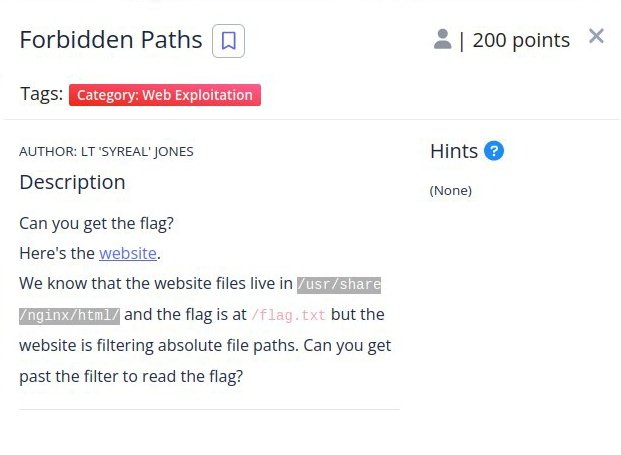 Forbidden Paths
| 200 points
Tags: Category: Web Exploitation
AUTHOR: LT 'SYREAL' JONES
Description
Can you get the flag?
Here's the website.
We know that the website files live in /usr/share
/nginx/html/ and the flag is at /flag.txt but the
website is filtering absolute file paths. Can you get
past the filter to read the flag?
Hints ?
(None)